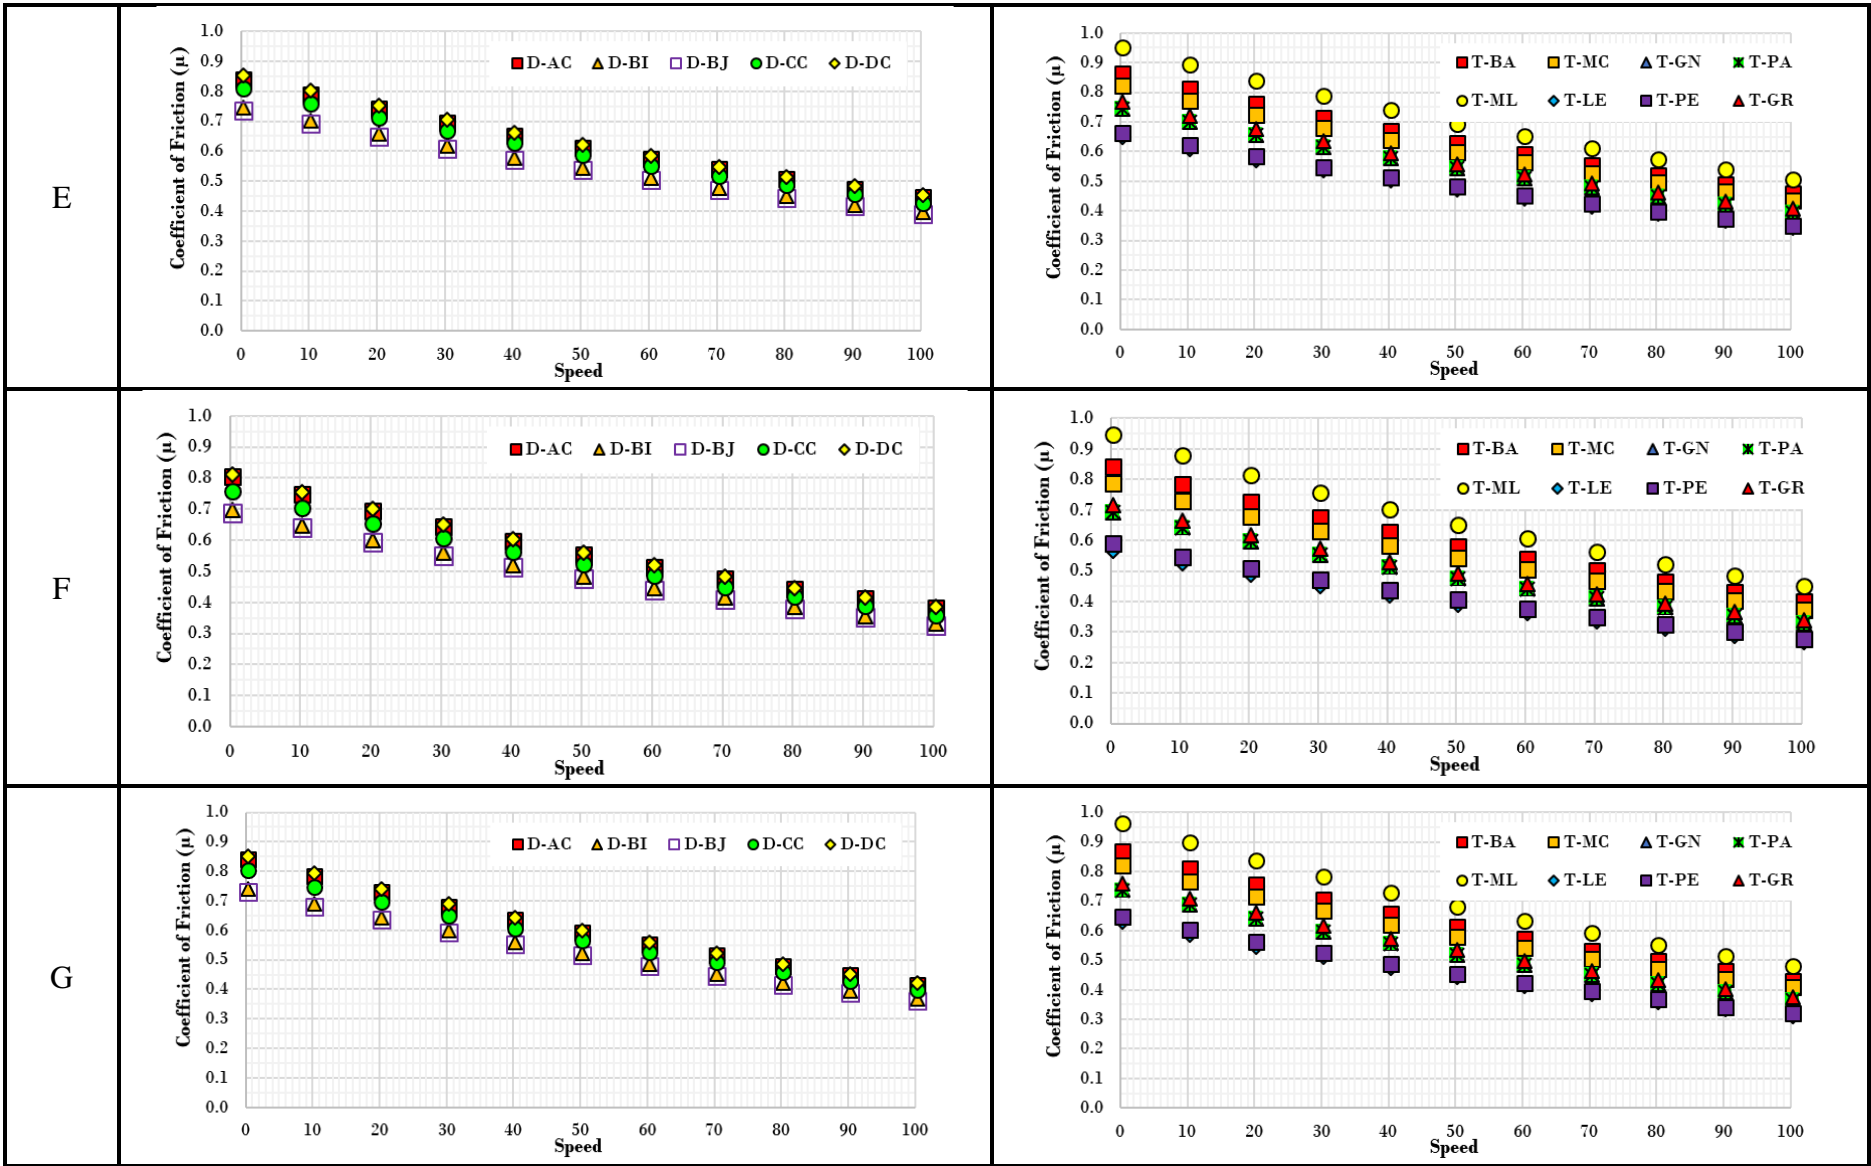 E
Coefficient of Friction (μ)
1.0
0.9
0.8
0.7
0.6
0.5
0.4
0.3
0.2
0.1
0.0
D-AC D-BI D-BJ D-CC D-DC
0 10 20 30 40 50 60 70 80 90 100
Speed
Coefficient of Friction (μ)
1.0
0.9
0.8
0.7
0.6
0.5
0.4
0.3
0.2
0.1
0.0
T-BA T-MC T-GN T-PA
T-ML T-LE T-PE T-GR
0 10 20 30 40 50 60 70 80 90 100
Speed
F
Coefficient of Friction (μ)
1.0
0.9
0.8
0.7
0.6
0.5
0.4
0.3
0.2
0.1
0.0
D-AC D-BI D-BJ D-CC D-DC
0 10 20 30 40 50 60 70 80 90 100
Speed
Coefficient of Friction (μ)
1.0
0.9
0.8
0.7
0.6
0.5
0.4
0.3
0.2
0.1
0.0
T-BA T-MC T-GN T-PA
T-ML T-LE T-PE T-GR
0 10 20 30 40 50 60 70 80 90 100
Speed
G
Coefficient of Friction (μ)
1.0
0.9
0.8
0.7
0.6
0.5
0.4
0.3
0.2
0.1
0.0
D-AC D-BI D-BJ D-CC D-DC
0 10 20 30 40 50 60 70 80 90 100
Speed
Coefficient of Friction (μ)
1.0
0.9
0.8
0.7
0.6
0.5
0.4
0.3
0.2
0.1
0.0
T-BA T-MC T-GN T-PA
T-ML T-LE T-PE T-GR
0 10 20 30 40 50 60 70 80 90 100
Speed